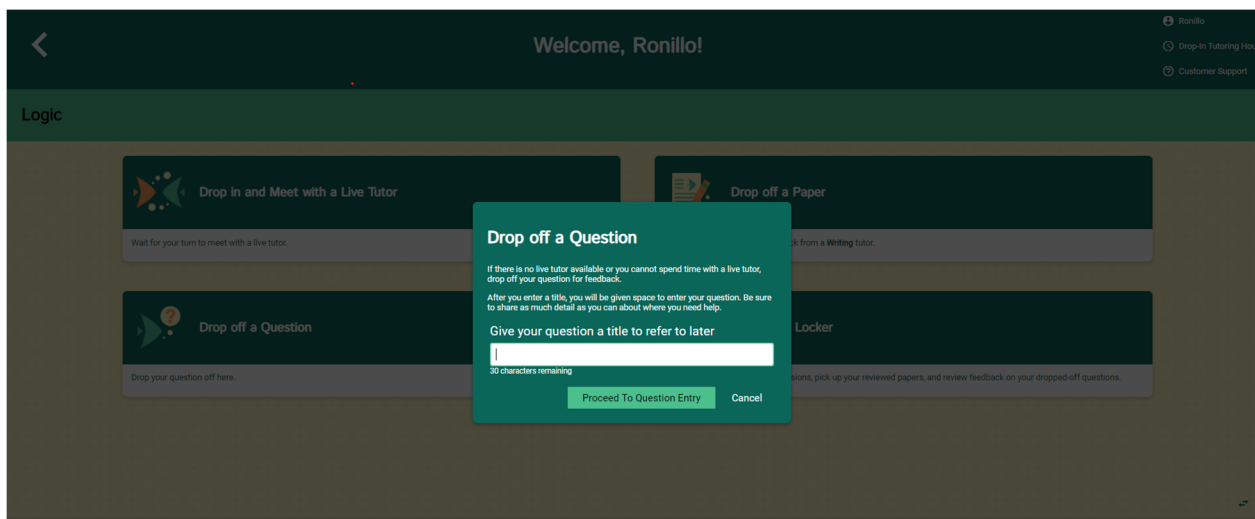 Welcome, Ronillo!
Ronillo
Drop-In Tutoring Hou
Customer Support
Logic
Drop in and Meet with a Live Tutor
Wait for your turn to meet with a live tutor.
Drop off a Paper
k from a Writing tutor.
Drop off a Question
Drop your question off here.
Locker
sions, pick up your reviewed papers, and review feedback on your dropped-off questions.
Drop off a Question
If there is no live tutor available or you cannot spend time with a live tutor,
drop off your question for feedback.
After you enter a title, you will be given space to enter your question. Be sure
to share as much detail as you can about where you need help.
Give your question a title to refer to later
30 characters remaining
Proceed To Question Entry
Cancel